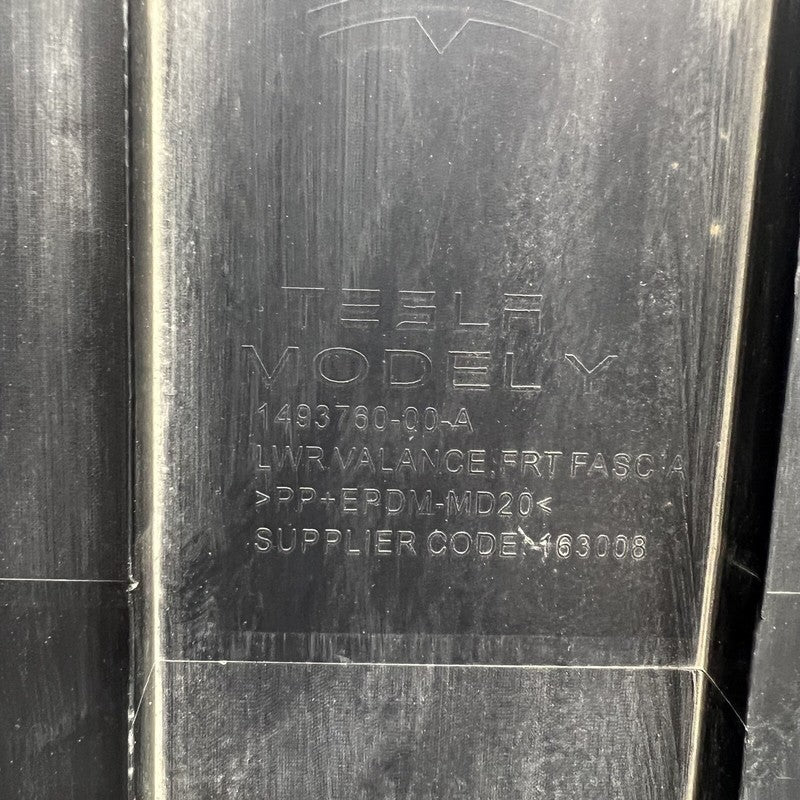 TESLA
MODEL Y
1493760-00-A
LWR VALANCE, FRT FASCIA
>PP+EPDM-MD20<
SUPPLIER CODE: 163008